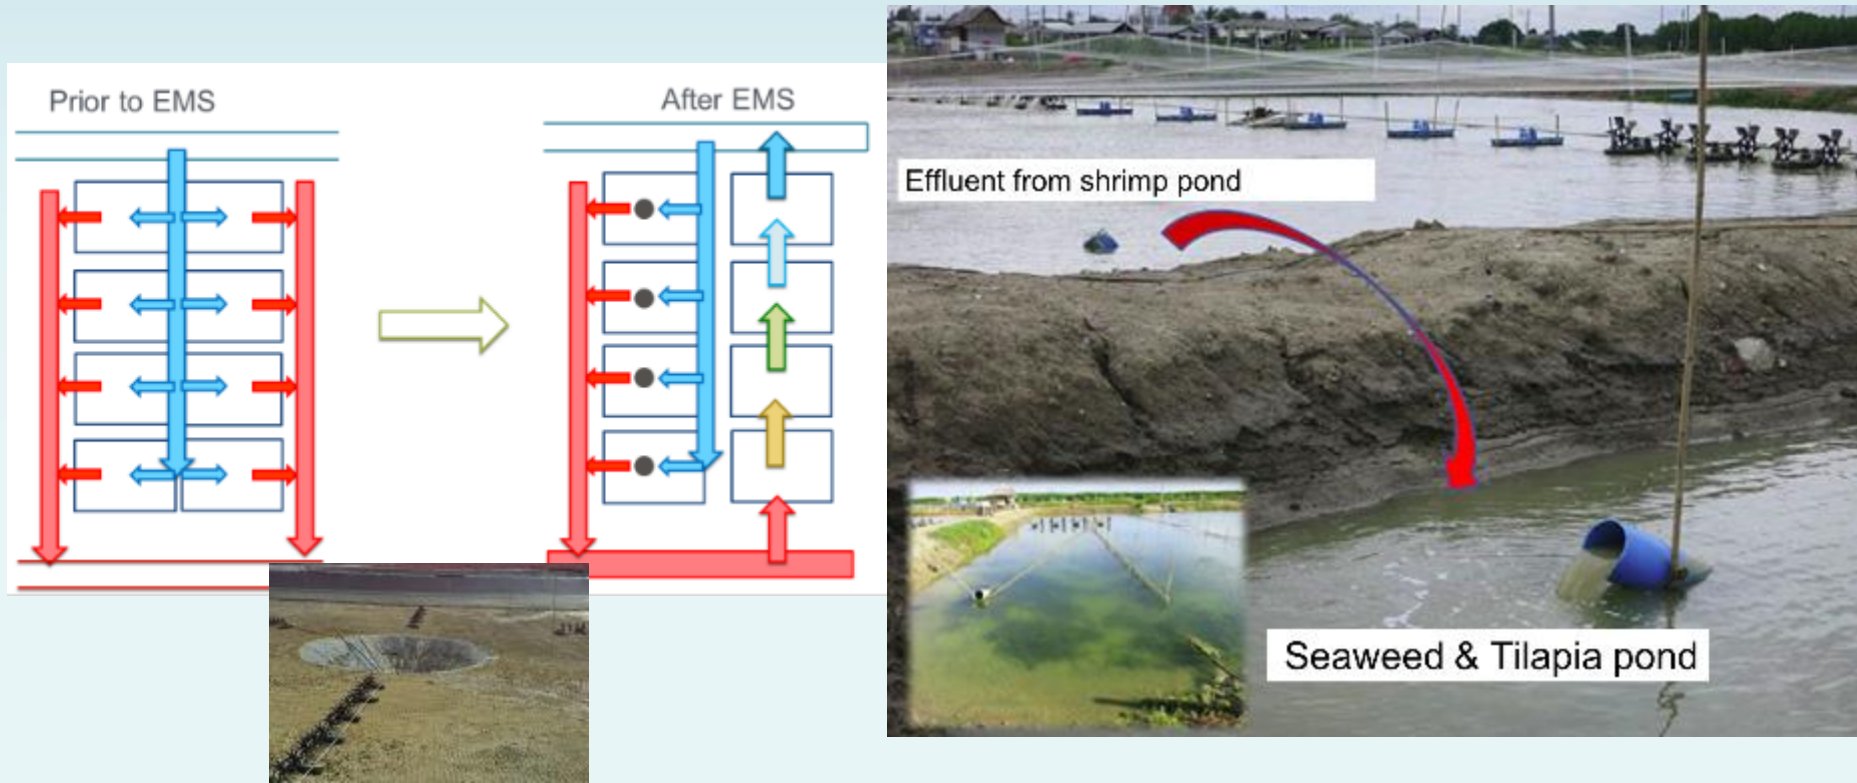 Prior to EMS
After EMS
Effluent from shrimp pond
Seaweed & Tilapia pond